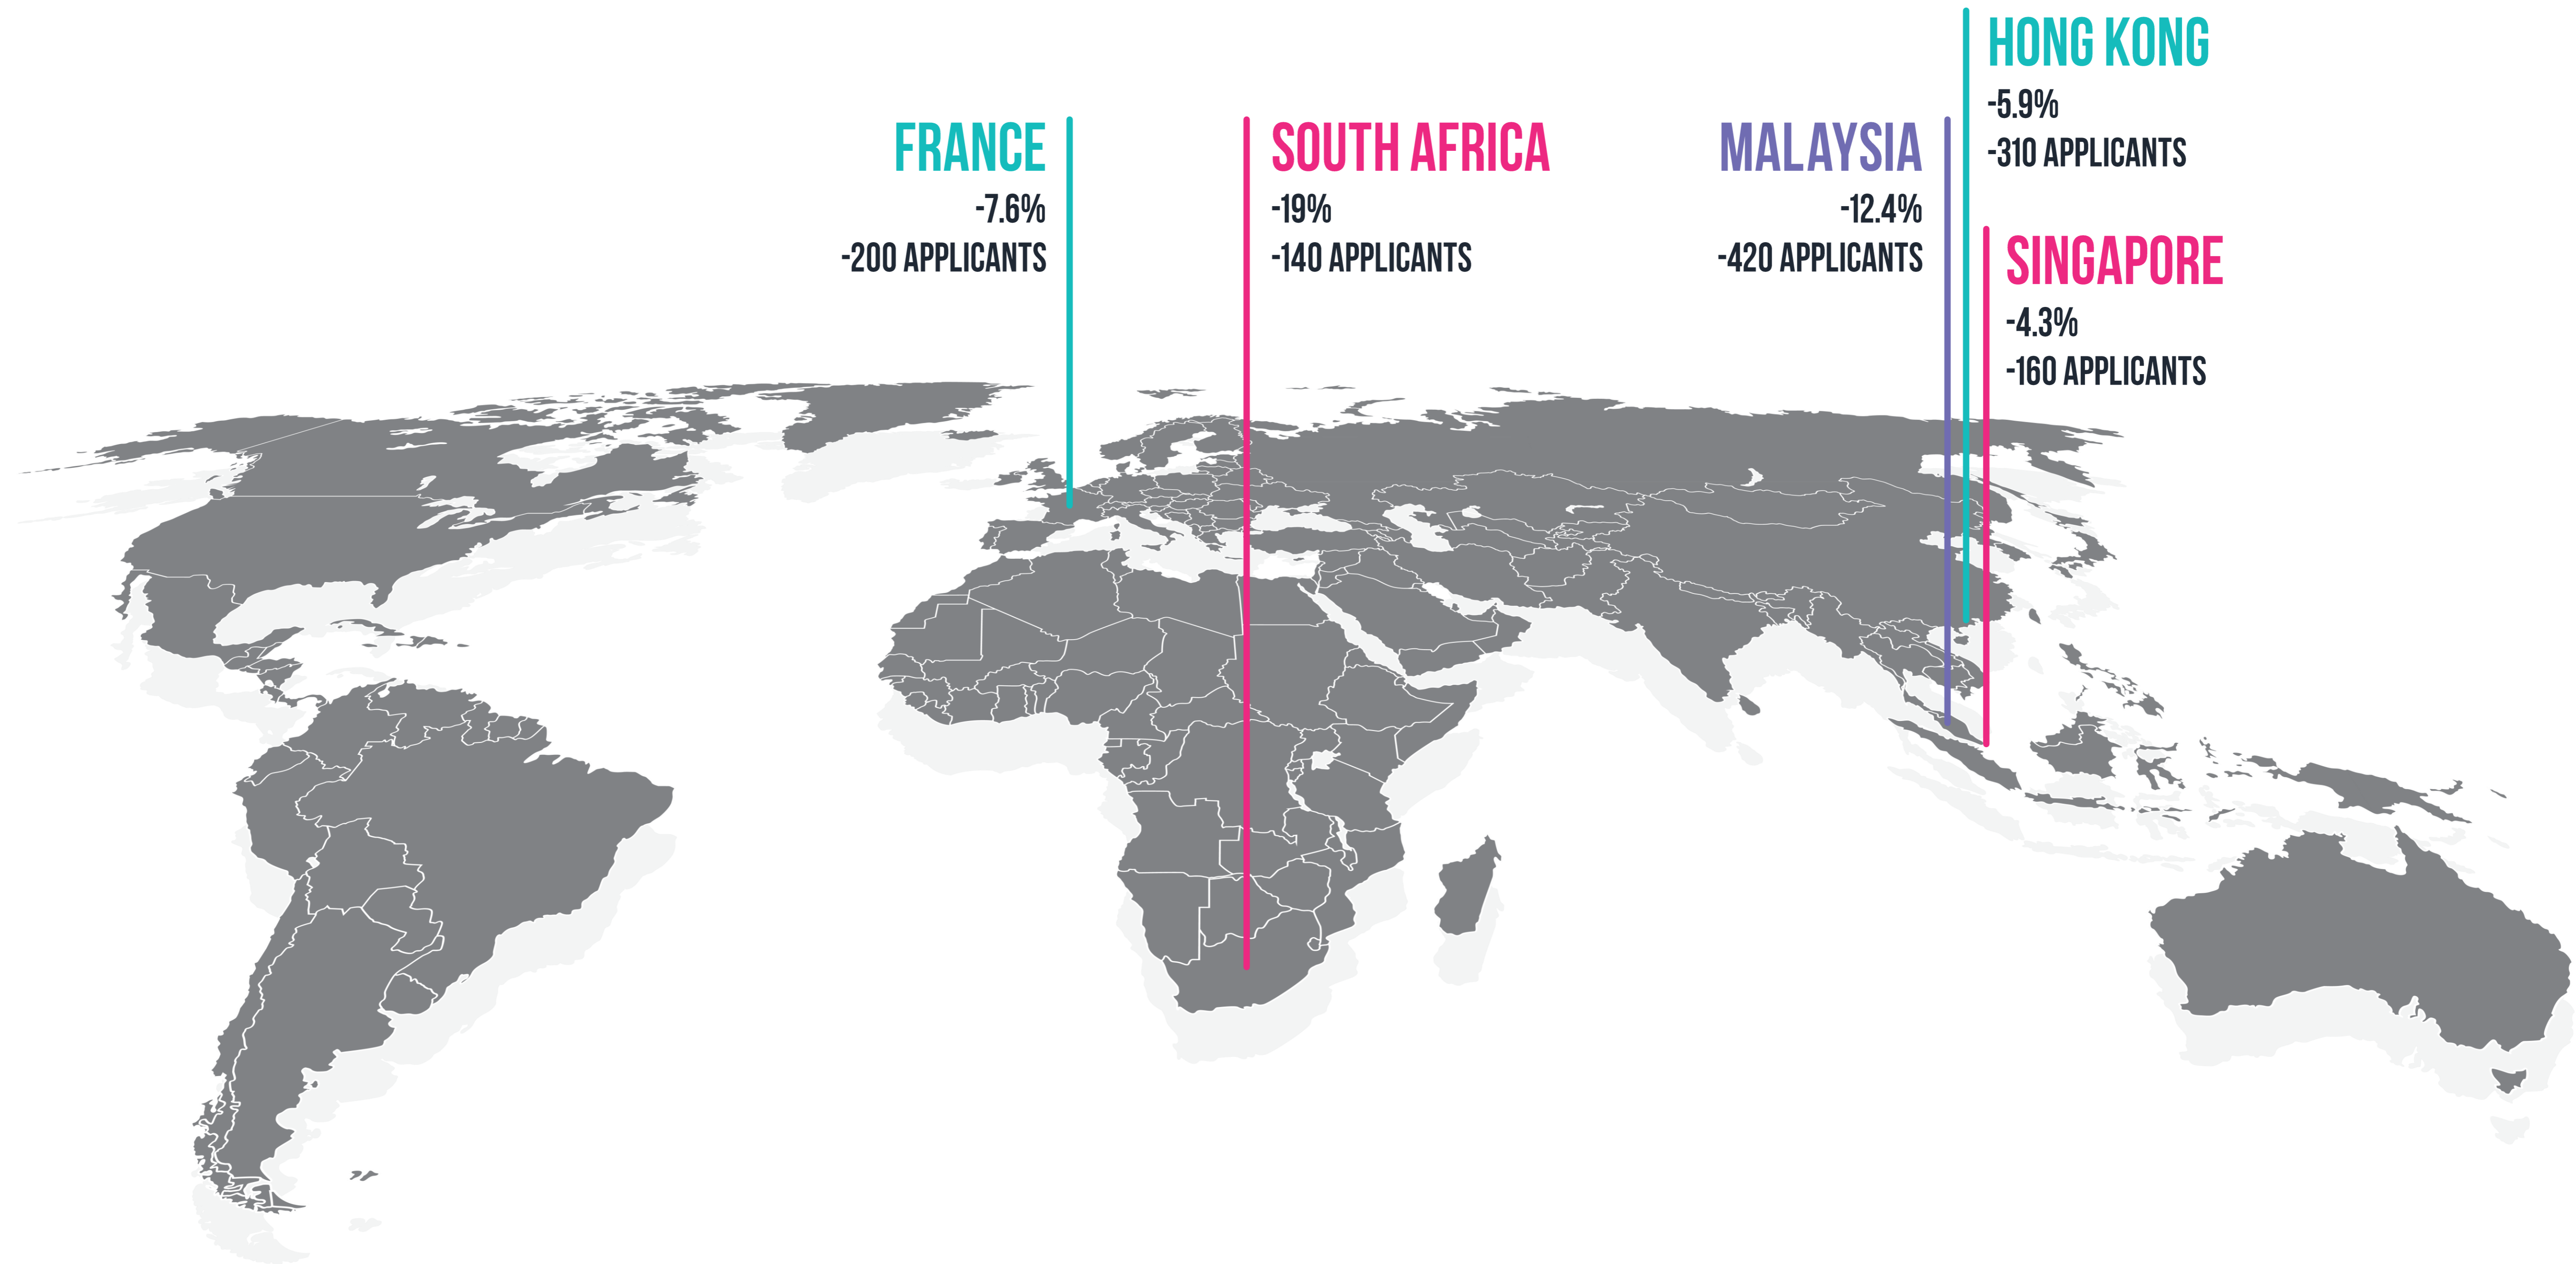 HONG KONG
-5.9%
-310 APPLICANTS
FRANCE
-7.6%
-200 APPLICANTS
SOUTH AFRICA
-19%
-140 APPLICANTS
MALAYSIA
-12.4%
-420 APPLICANTS
SINGAPORE
-4.3%
-160 APPLICANTS